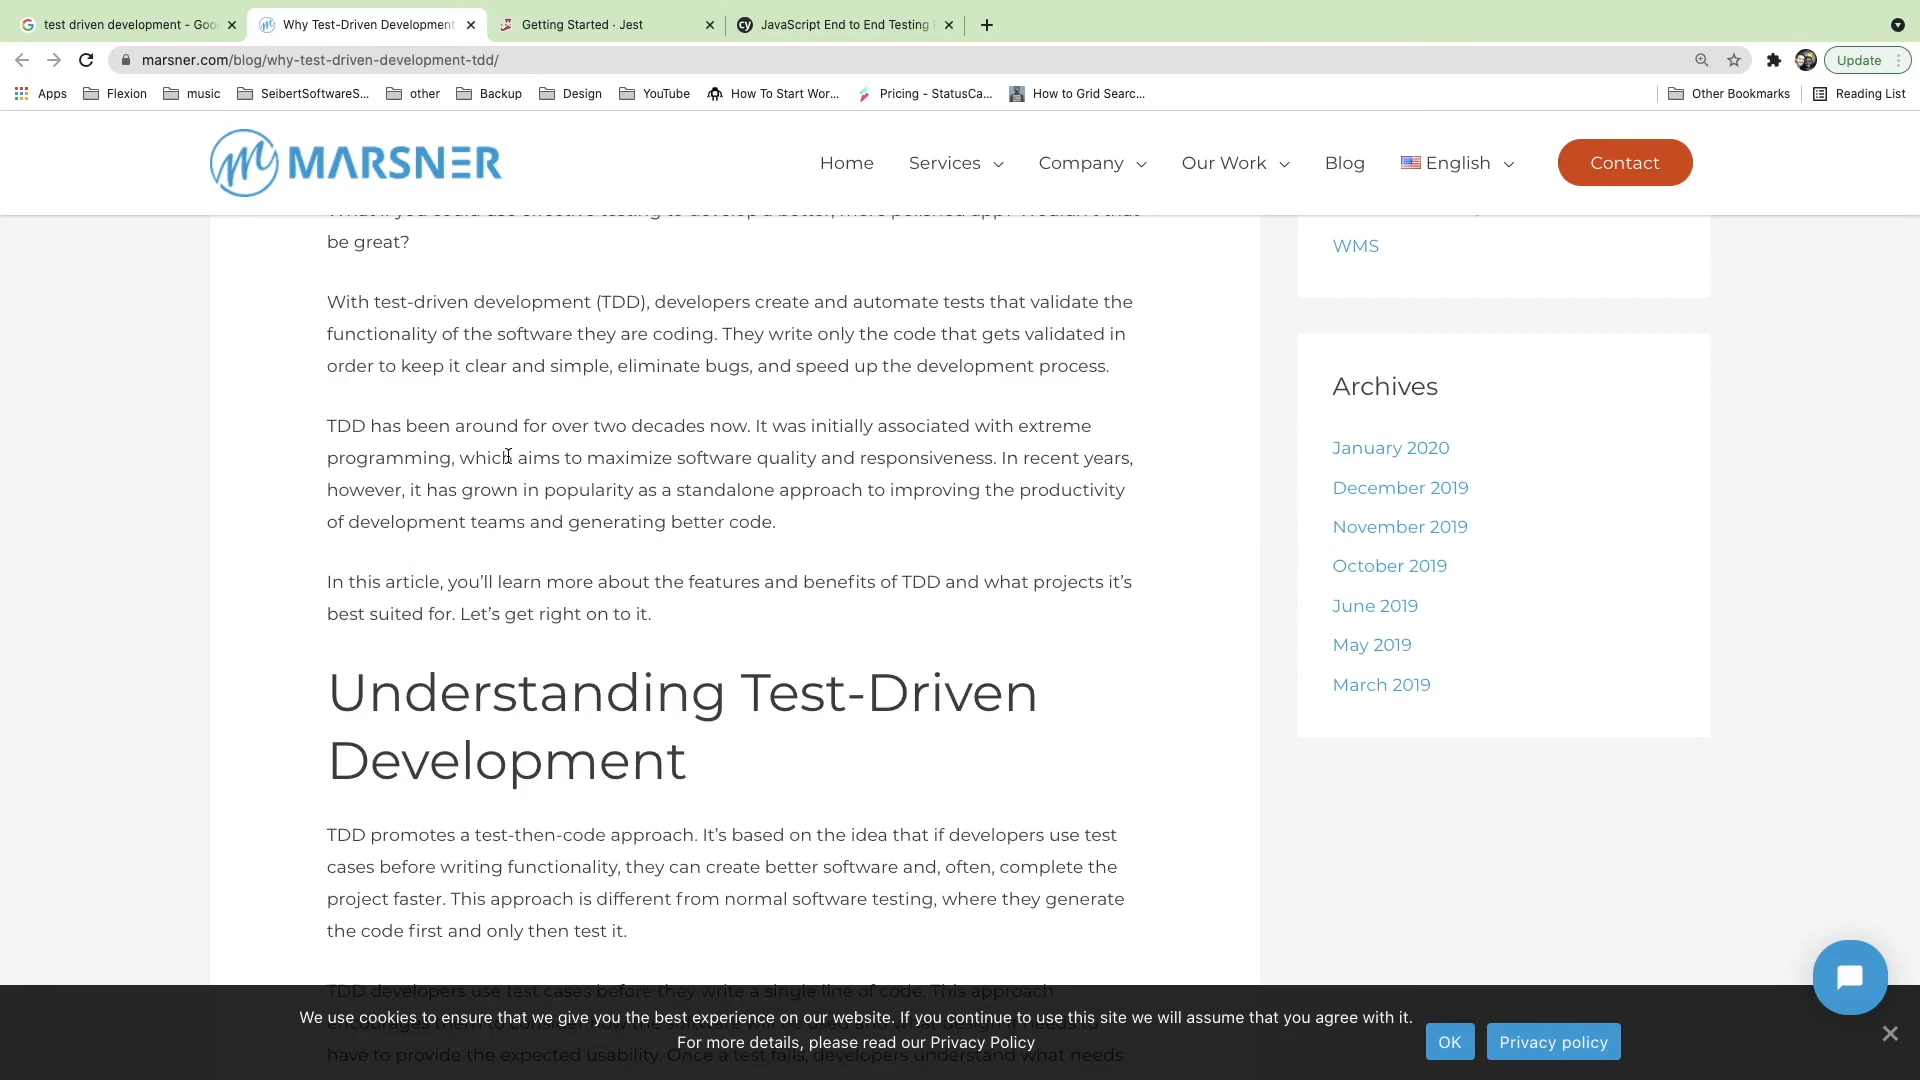 test driven development - Goo
Why Test-Driven Development
Getting Started · Jest
JavaScript End to End Testing
marsner.com/blog/why-test-driven-development-tdd/
Update
Apps
Flexion
music
SeibertSoftwareS...
other
Backup
Design
YouTube
How To Start Wor...
Pricing - StatusCa...
How to Grid Searc...
Other Bookmarks
Reading List
MARSNER
Home
Services
Company
Our Work
Blog
English
Contact
What if you could use effective testing to develop a better, more polished app? Wouldn't that
be great?
With test-driven development (TDD), developers create and automate tests that validate the
functionality of the software they are coding. They write only the code that gets validated in
order to keep it clear and simple, eliminate bugs, and speed up the development process.
TDD has been around for over two decades now. It was initially associated with extreme
programming, which aims to maximize software quality and responsiveness. In recent years,
however, it has grown in popularity as a standalone approach to improving the productivity
of development teams and generating better code.
In this article, you’ll learn more about the features and benefits of TDD and what projects it’s
best suited for. Let’s get right on to it.
Understanding Test-Driven
Development
TDD promotes a test-then-code approach. It’s based on the idea that if developers use test
cases before writing functionality, they can create better software and, often, complete the
project faster. This approach is different from normal software testing, where they generate
the code first and only then test it.
TDD developers use test cases before they write a single line of code. This approach
have to provide the expected usability. Once a test fails, developers understand what needs
WMS
Archives
January 2020
December 2019
November 2019
October 2019
June 2019
May 2019
March 2019
We use cookies to ensure that we give you the best experience on our website. If you continue to use this site we will assume that you agree with it.
For more details, please read our Privacy Policy
OK
Privacy policy